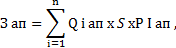 З ап = n ∑ i=1 Q i ап x S xP I ап ,